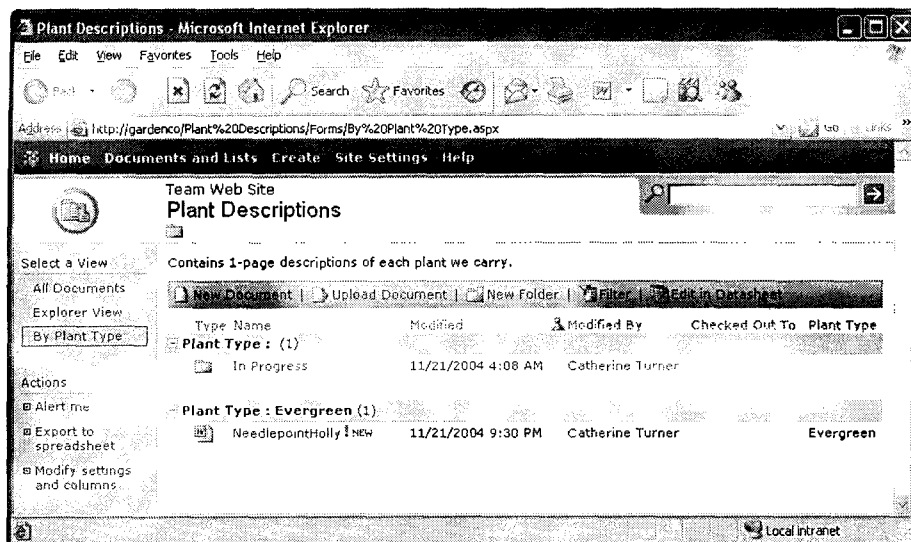 Plant Descriptions - Microsoft Internet Explorer
File Edit View Favorites Tools Help
Back Search Favorites
Address http://gardenco/Plant%20Descriptions/Forms/By%20Plant%20Type.aspx Go Links »
Home Documents and Lists Create Site Settings Help
Team Web Site
Plant Descriptions
Select a View
All Documents
Explorer View
By Plant Type
Actions
Alert me
Export to
spreadsheet
Modify settings
and columns
Contains 1-page descriptions of each plant we carry.
New Document | Upload Document | New Folder | Filter | Edit in Datasheet
Type Name Modified Modified By Checked Out To Plant Type
Plant Type : (1)
In Progress 11/21/2004 4:08 AM Catherine Turner
Plant Type : Evergreen (1)
NeedlepointHolly ! NEW 11/21/2004 9:30 PM Catherine Turner Evergreen
Local intranet